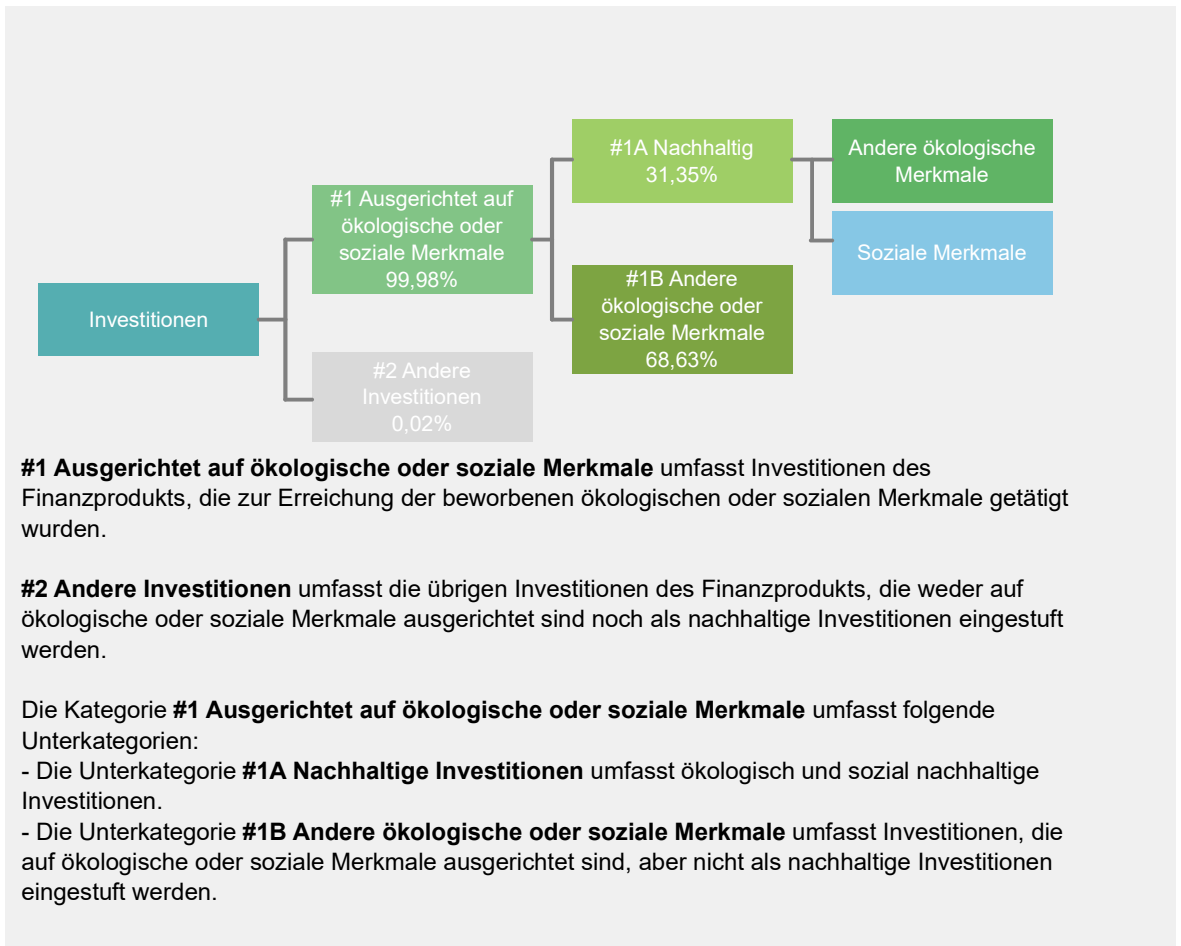 Investitionen
#1 Ausgerichtet auf
ökologische oder
soziale Merkmale
99,98%
#2 Andere
Investitionen
0,02%
#1A Nachhaltig
31,35%
#1B Andere
ökologische oder
soziale Merkmale
68,63%
Andere ökologische
Merkmale
Soziale Merkmale
#1 Ausgerichtet auf ökologische oder soziale Merkmale umfasst Investitionen des
Finanzprodukts, die zur Erreichung der beworbenen ökologischen oder sozialen Merkmale getätigt
wurden.
#2 Andere Investitionen umfasst die übrigen Investitionen des Finanzprodukts, die weder auf
ökologische oder soziale Merkmale ausgerichtet sind noch als nachhaltige Investitionen eingestuft
werden.
Die Kategorie #1 Ausgerichtet auf ökologische oder soziale Merkmale umfasst folgende
Unterkategorien:
- Die Unterkategorie #1A Nachhaltige Investitionen umfasst ökologisch und sozial nachhaltige
Investitionen.
- Die Unterkategorie #1B Andere ökologische oder soziale Merkmale umfasst Investitionen, die
auf ökologische oder soziale Merkmale ausgerichtet sind, aber nicht als nachhaltige Investitionen
eingestuft werden.